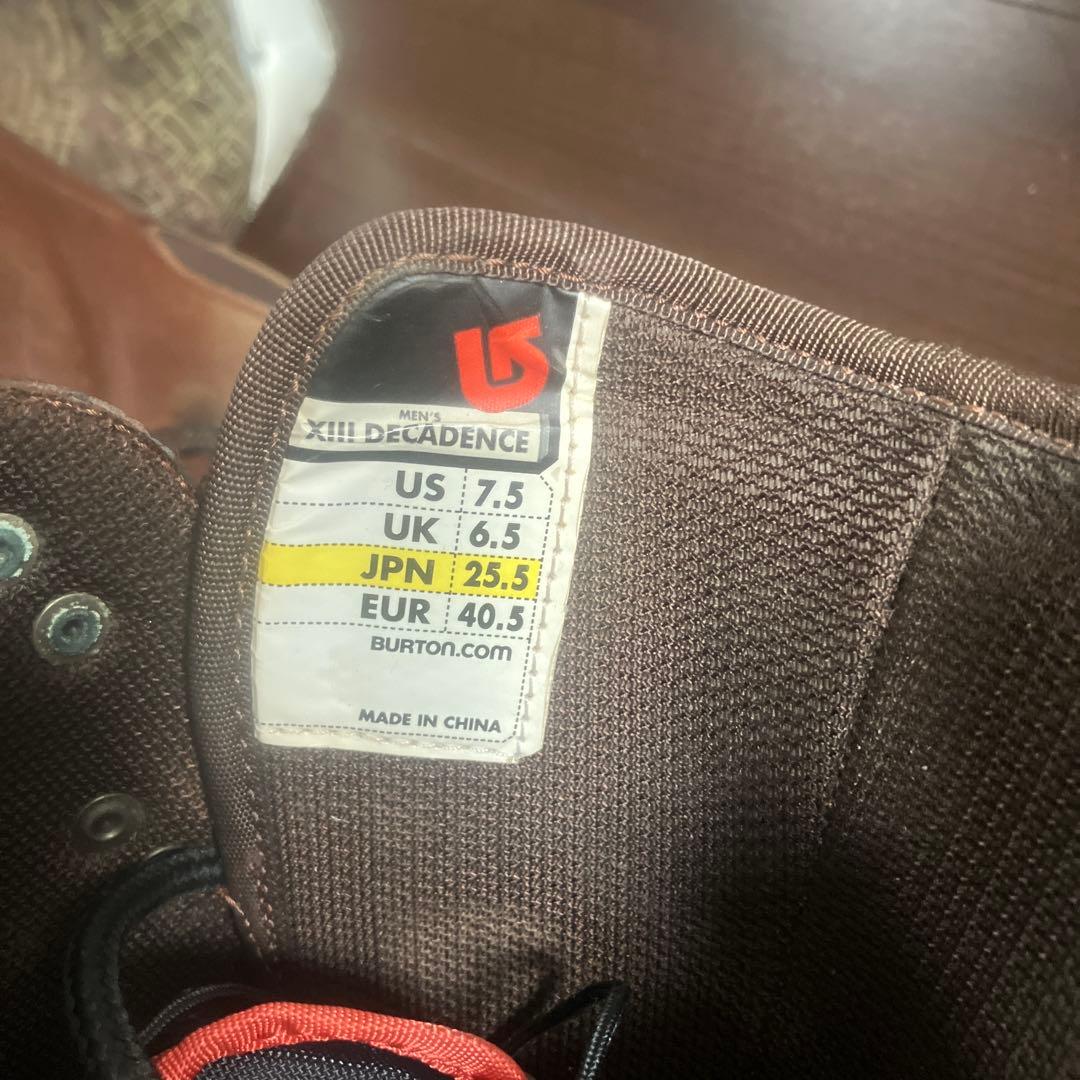 MEN'S
XIII DECADENCE
US 7.5
UK 6.5
JPN 25.5
EUR 40.5
BURTON.COM
MADE IN CHINA